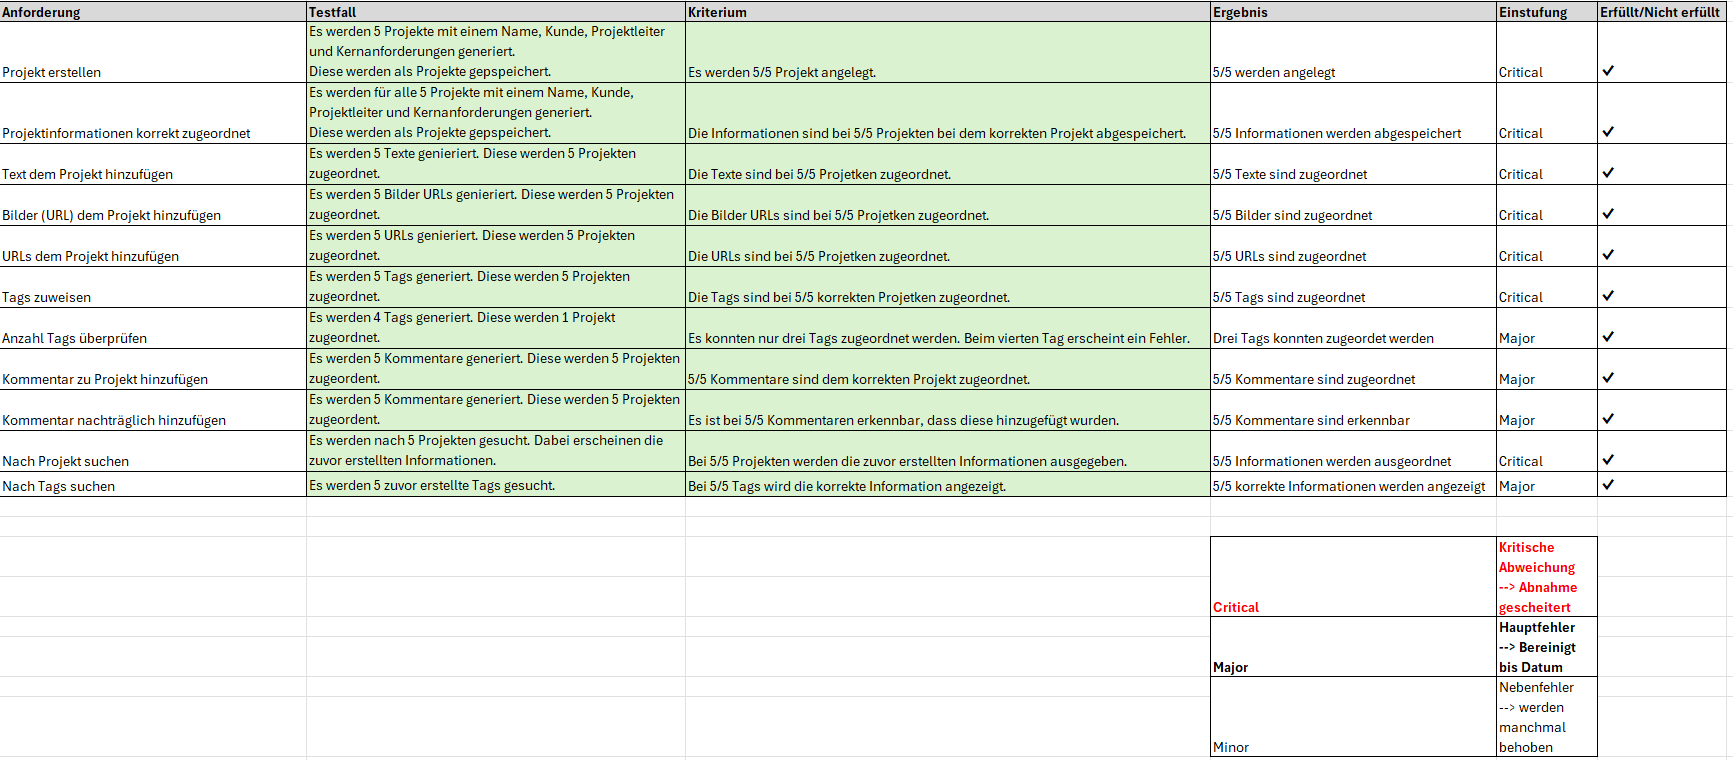 Anforderung Testfall Kriterium Ergebnis Einstufung Erfüllt/Nicht erfüllt
Es werden 5 Projekte mit einem Name, Kunde, Projektleiter
und Kernanforderungen generiert.
Projekt erstellen Diese werden als Projekte gepspeichert. Es werden 5/5 Projekt angelegt. 5/5 werden angelegt Critical ✓
Es werden für alle 5 Projekte mit einem Name, Kunde,
Projektleiter und Kernanforderungen generiert.
Projektinformationen korrekt zugeordnet Diese werden als Projekte gepspeichert. Die Informationen sind bei 5/5 Projekten bei dem korrekten Projekt abgespeichert. 5/5 Informationen werden abgespeichert Critical ✓
Es werden 5 Texte genieriert. Diese werden 5 Projekten
Text dem Projekt hinzufügen zugeordnet. Die Texte sind bei 5/5 Projetken zugeordnet. 5/5 Texte sind zugeordnet Critical ✓
Es werden 5 Bilder URLs genieriert. Diese werden 5 Projekten
Bilder (URL) dem Projekt hinzufügen zugeordnet. Die Bilder URLs sind bei 5/5 Projetken zugeordnet. 5/5 Bilder sind zugeordnet Critical ✓
Es werden 5 URLs genieriert. Diese werden 5 Projekten
URLs dem Projekt hinzufügen zugeordnet. Die URLs sind bei 5/5 Projetken zugeordnet. 5/5 URLs sind zugeordnet Critical ✓
Es werden 5 Tags generiert. Diese werden 5 Projekten
Tags zuweisen zugeordnet. Die Tags sind bei 5/5 korrekten Projetken zugeordnet. 5/5 Tags sind zugeordnet Critical ✓
Es werden 4 Tags generiert. Diese werden 1 Projekt
Anzahl Tags überprüfen zugeordnet. Es konnten nur drei Tags zugeordnet werden. Beim vierten Tag erscheint ein Fehler. Drei Tags konnten zugeordet werden Major ✓
Es werden 5 Kommentare generiert. Diese werden 5 Projekten
Kommentar zu Projekt hinzufügen zugeordent. 5/5 Kommentare sind dem korrekten Projekt zugeordnet. 5/5 Kommentare sind zugeordnet Major ✓
Es werden 5 Kommentare generiert. Diese werden 5 Projekten
Kommentar nachträglich hinzufügen zugeordent. Es ist bei 5/5 Kommentaren erkennbar, dass diese hinzugefügt wurden. 5/5 Kommentare sind erkennbar Major ✓
Es werden nach 5 Projekten gesucht. Dabei erscheinen die
Nach Projekt suchen zuvor erstellten Informationen. Bei 5/5 Projekten werden die zuvor erstellten Informationen ausgegeben. 5/5 Informationen werden ausgeordnet Critical ✓
Nach Tags suchen Es werden 5 zuvor erstellte Tags gesucht. Bei 5/5 Tags wird die korrekte Information angezeigt. 5/5 korrekte Informationen werden angezeigt Major ✓
Kritische
Abweichung
--> Abnahme
Critical gescheitert
Hauptfehler
--> Bereinigt
Major bis Datum
Nebenfehler
--> werden
manchmal
Minor behoben